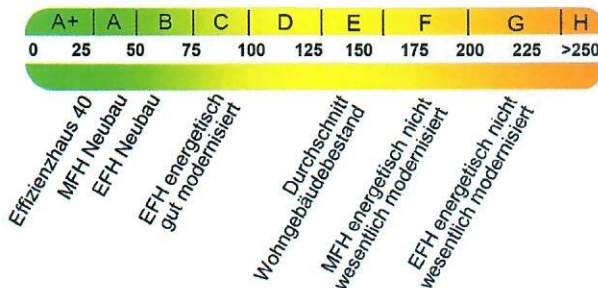 A+ A B C D E F G H
0 25 50 75 100 125 150 175 200 225 >250
Effizienzhaus 40
MFH Neubau
EFH Neubau
EFH energetisch
gut modernisiert
Durchschnitt
Wohngebäudebestand
MFH energetisch nicht
wesentlich modernisiert
EFH energetisch nicht
wesentlich modernisiert